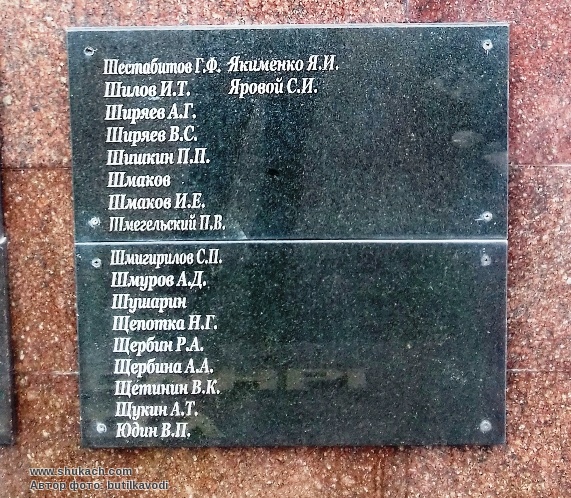 Шестабитов Г.Ф. Якименко Я.И.
Шилов И.Т. Яровой С.И.
Ширяев А.Г.
Ширяев В.С.
Шишкин П.П.
Шмаков
Шмаков И.Е.
Шмегельский П.В.
Шмигирилов С.П.
Шмуров А.Д.
Шушарин
Щепотка Н.Г.
Щербин Р.А.
Щербина А.А.
Щетинин В.К.
Щукин А.Т.
Юдин В.П.
www.shukach.com
Автор фото: butilkavodi